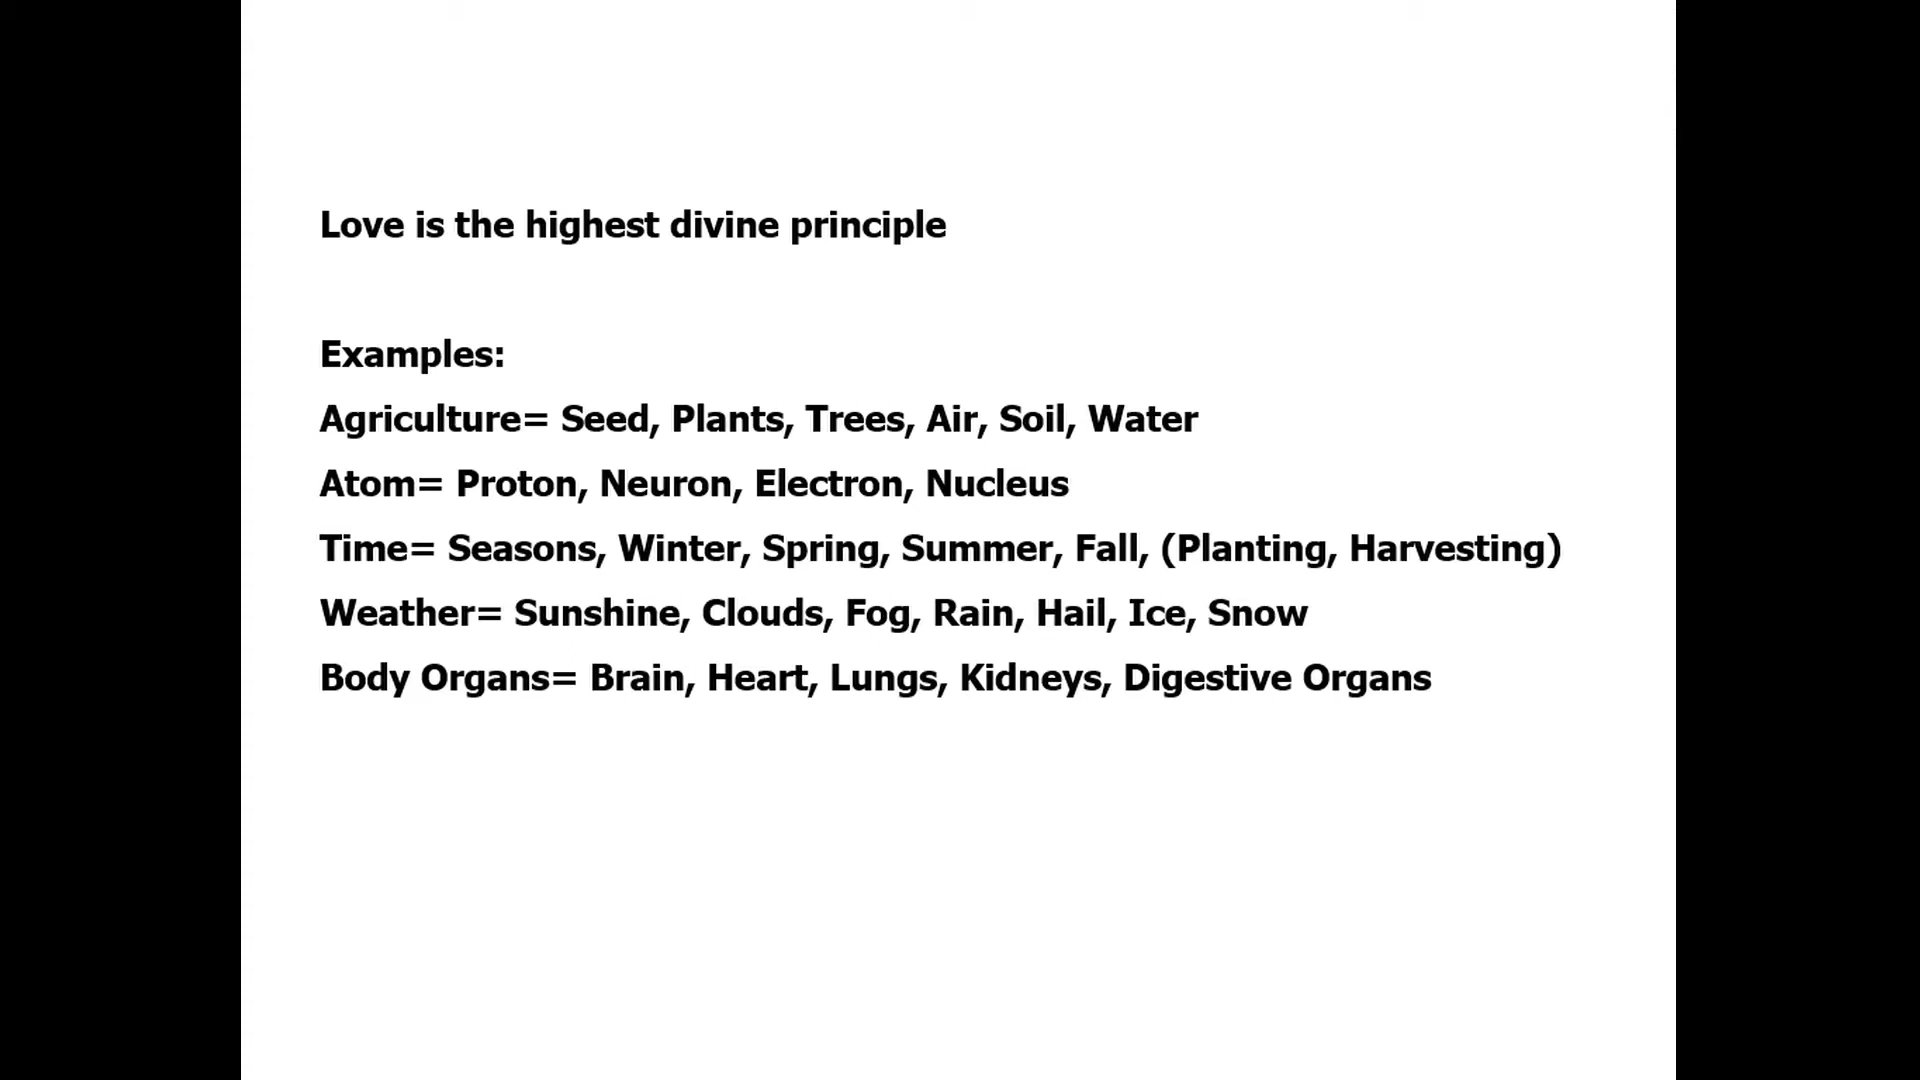 Love is the highest divine principle
Examples:
Agriculture= Seed, Plants, Trees, Air, Soil, Water
Atom= Proton, Neuron, Electron, Nucleus
Time= Seasons, Winter, Spring, Summer, Fall, (Planting, Harvesting)
Weather= Sunshine, Clouds, Fog, Rain, Hail, Ice, Snow
Body Organs= Brain, Heart, Lungs, Kidneys, Digestive Organs